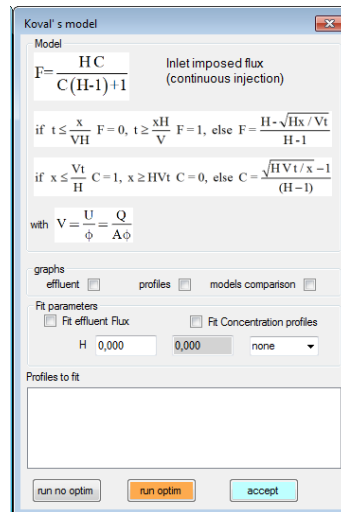 Koval' s model
Model
F= HC / C(H-1)+1
Inlet imposed flux
(continuous injection)
if t ≤ x/VH F = 0, t ≥ xH/V F = 1, else F = H - √Hx / Vt / H-1
if x ≤ Vt/H C = 1, x ≥ HVt C = 0, else C = √HVt/x -1 / (H-1)
with V = U/ϕ = Q/Aϕ
graphs
effluent profiles models comparison
Fit parameters
Fit effluent Flux Fit Concentration profiles
H 0,000 0,000 none
Profiles to fit
run no optim run optim accept